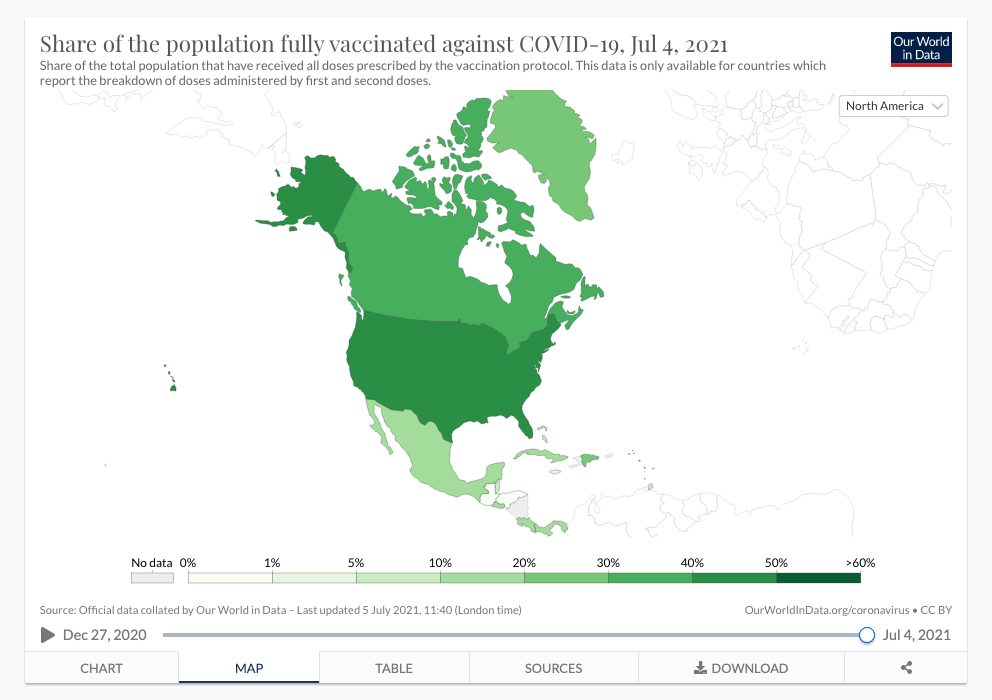 Share of the population fully vaccinated against COVID-19, Jul 4, 2021
Share of the total population that have received all doses prescribed by the vaccination protocol. This data is only available for countries which
report the breakdown of doses administered by first and second doses.
Our World
in Data
North America
No data 0% 1% 5% 10% 20% 30% 40% 50% >60%
Source: Official data collated by Our World in Data – Last updated 5 July 2021, 11:40 (London time)
OurWorldInData.org/coronavirus • CC BY
Dec 27, 2020
Jul 4, 2021
CHART MAP TABLE SOURCES DOWNLOAD